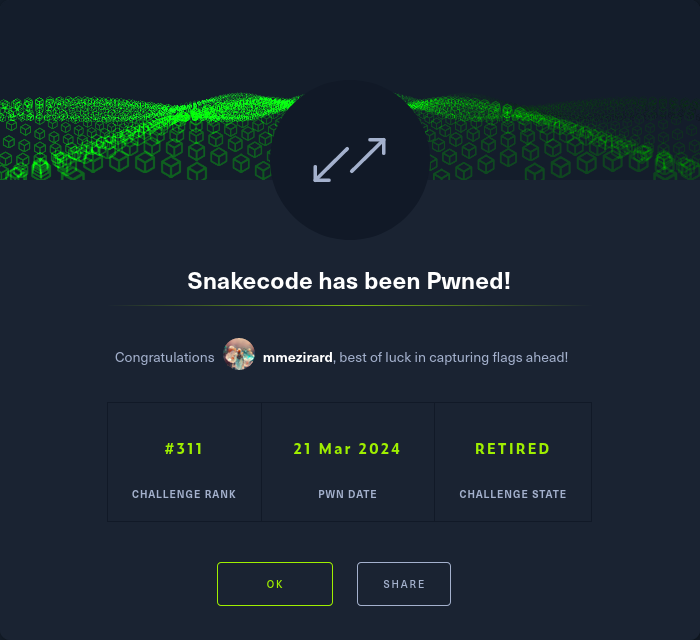 Snakecode has been Pwned!
Congratulations mmezirard, best of luck in capturing flags ahead!
#311 21 Mar 2024 RETIRED
CHALLENGE RANK PWN DATE CHALLENGE STATE
OK SHARE